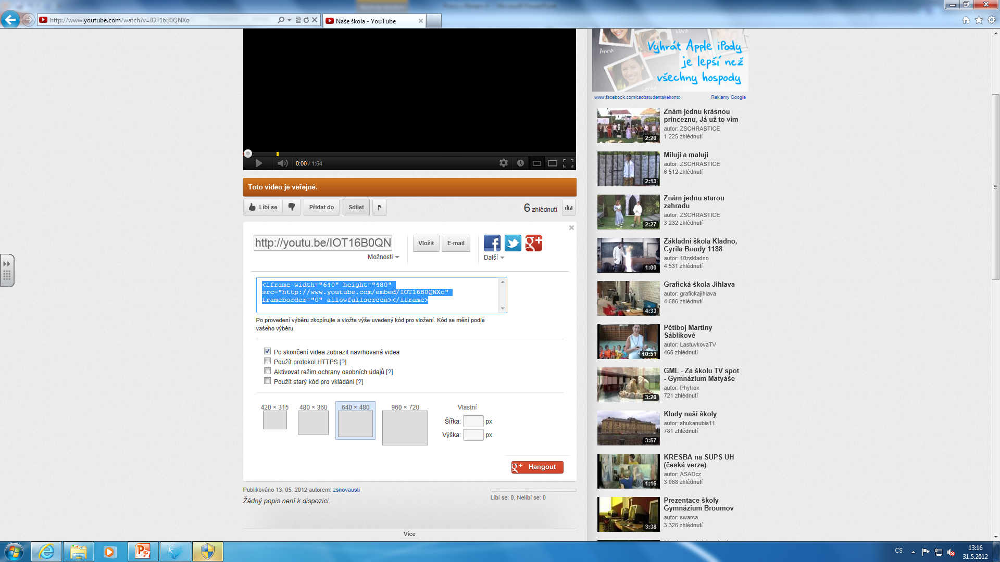 http://www.youtube.com/watch?v=IOT16B0QNXo
Naše škola - YouTube
0:00 / 1:54
Toto video je veřejné.
Líbí se
Přidat do
Sdílet
6 zhlédnutí
http://youtu.be/IOT16B0QN
Možnosti
Vložit
E-mail
Další
<iframe width="640" height="480"
src="http://www.youtube.com/embed/IOT16B0QNXo"
frameborder="0" allowfullscreen></iframe>
Po provedení výběru zkopírujte a vložte výše uvedený kód pro vložení. Kód se mění podle
vašeho výběru.
Po skončení videa zobrazit navrhovaná videa
Použít protokol HTTPS [?]
Aktivovat režim ochrany osobních údajů [?]
Použít starý kód pro vkládání [?]
420 × 315
480 × 360
640 × 480
960 × 720
Vlastní
Šířka: px
Výška: px
g+ Hangout
Publikováno 13. 05. 2012 autorem: zsnovausti
Žádný popis není k dispozici.
Líbí se: 0, Nelíbí se: 0
Více
Anna
Lenka
Vyhrát Apple iPody
je lepší než
všechny hospody
www.facebook.com/csobstudentskekonto
Reklamy Google
2:20
Znám jednu krásnou
princeznu, Já už to vím
autor: ZSCHRASTICE
1 225 zhlédnutí
2:13
Miluji a maluji
autor: ZSCHRASTICE
6 512 zhlédnutí
2:27
Znám jednu starou
zahradu
autor: ZSCHRASTICE
3 232 zhlédnutí
1:00
Základní škola Kladno,
Cyrila Boudy 1188
autor: 10zskladno
4 531 zhlédnutí
4:33
Grafická škola Jihlava
autor: grafickajihlava
4 686 zhlédnutí
10:51
Pětiboj Martiny
Sáblíkové
autor: LastuvkovaTV
466 zhlédnutí
3:20
GML - Za školu TV spot
- Gymnázium Matyáše
autor: Phytrox
721 zhlédnutí
3:57
Klady naší školy
autor: shukanubis11
781 zhlédnutí
1:16
KRESBA na SUPS UH
(česká verze)
autor: ASADcz
3 068 zhlédnutí
3:38
Prezentace školy
Gymnázium Broumov
autor: swarca
3 326 zhlédnutí
CS
13:16
31.5.2012